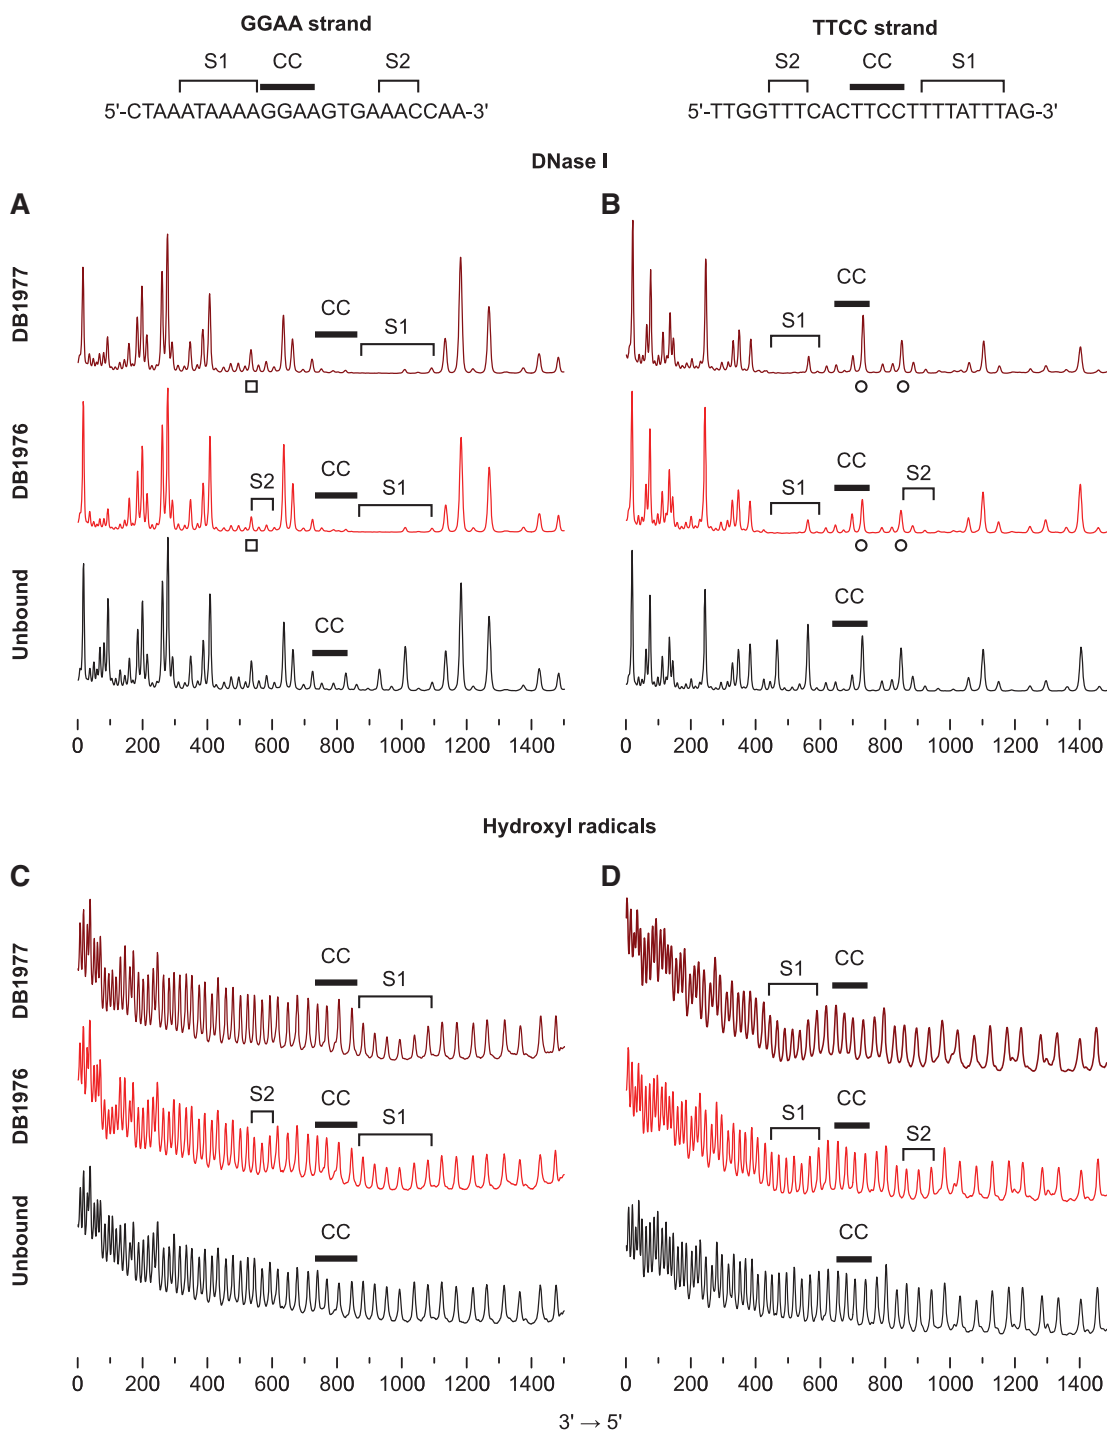 GGAA strand
TTCC strand
S1 CC S2
S2 CC S1
5'-CTAAATAAAAGGAAGTGAAACCAA-3'
5'-TTGGTTTCACTTCCTTTTATTTAG-3'
DNase I
A
B
DB1977
CC
S1
CC
S1
DB1976
S2
CC
S1
S1
CC
S2
Unbound
CC
CC
0 200 400 600 800 1000 1200 1400
0 200 400 600 800 1000 1200 1400
Hydroxyl radicals
C
D
DB1977
CC
S1
S1
CC
DB1976
S2
CC
S1
S1
CC
S2
Unbound
CC
CC
0 200 400 600 800 1000 1200 1400
0 200 400 600 800 1000 1200 1400
3' → 5'